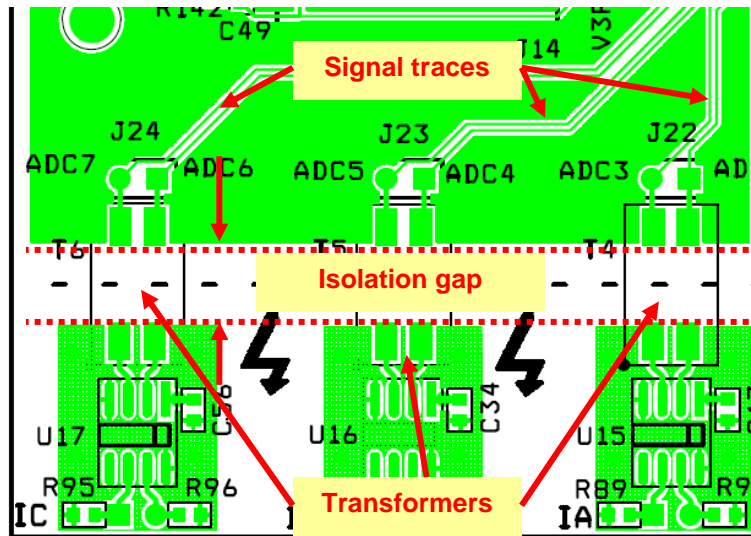 R142
C49
J14
V3P
Signal traces
J24
J23
J22
ADC7
ADC6
ADC5
ADC4
ADC3
AD
T6
T5
T4
Isolation gap
C56
C34
U17
U16
U15
R95
R96
R89
R9
Transformers
IC
IA